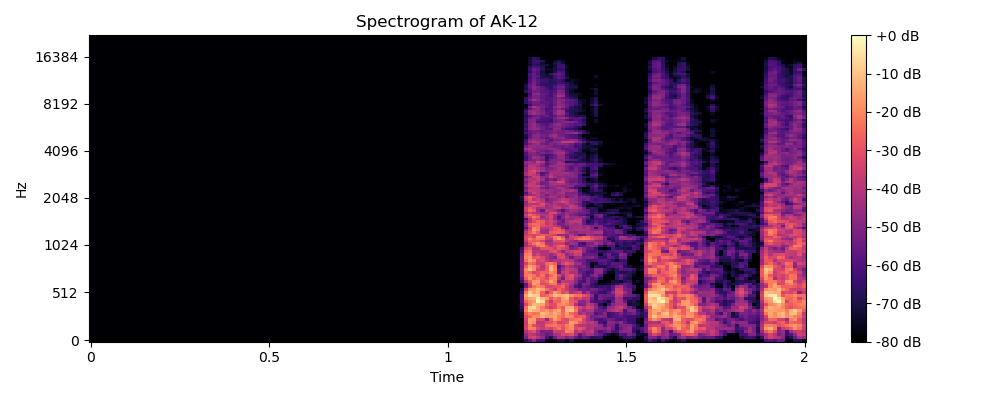 Spectrogram of AK-12
Hz
16384
8192
4096
2048
1024
512
0
0 0.5 1 1.5 2
Time
+0 dB
-10 dB
-20 dB
-30 dB
-40 dB
-50 dB
-60 dB
-70 dB
-80 dB